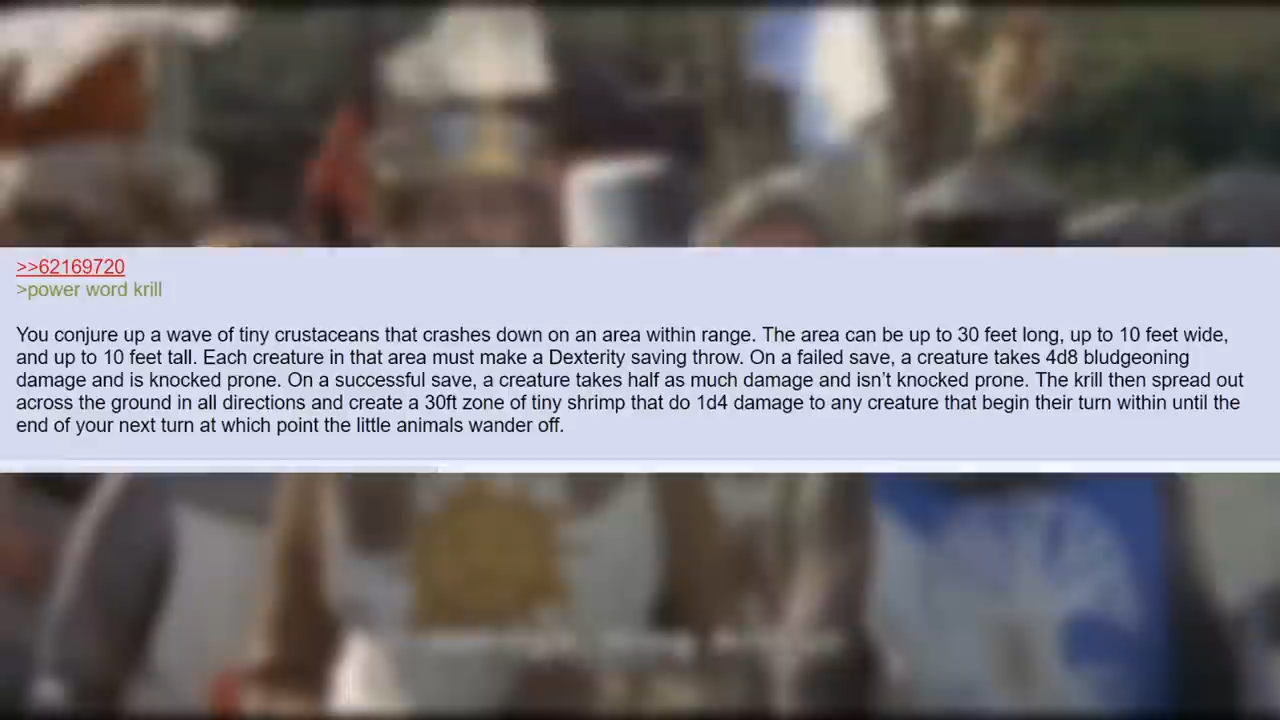 >>62169720
>power word krill
You conjure up a wave of tiny crustaceans that crashes down on an area within range. The area can be up to 30 feet long, up to 10 feet wide,
and up to 10 feet tall. Each creature in that area must make a Dexterity saving throw. On a failed save, a creature takes 4d8 bludgeoning
damage and is knocked prone. On a successful save, a creature takes half as much damage and isn't knocked prone. The krill then spread out
across the ground in all directions and create a 30ft zone of tiny shrimp that do 1d4 damage to any creature that begin their turn within until the
end of your next turn at which point the little animals wander off.